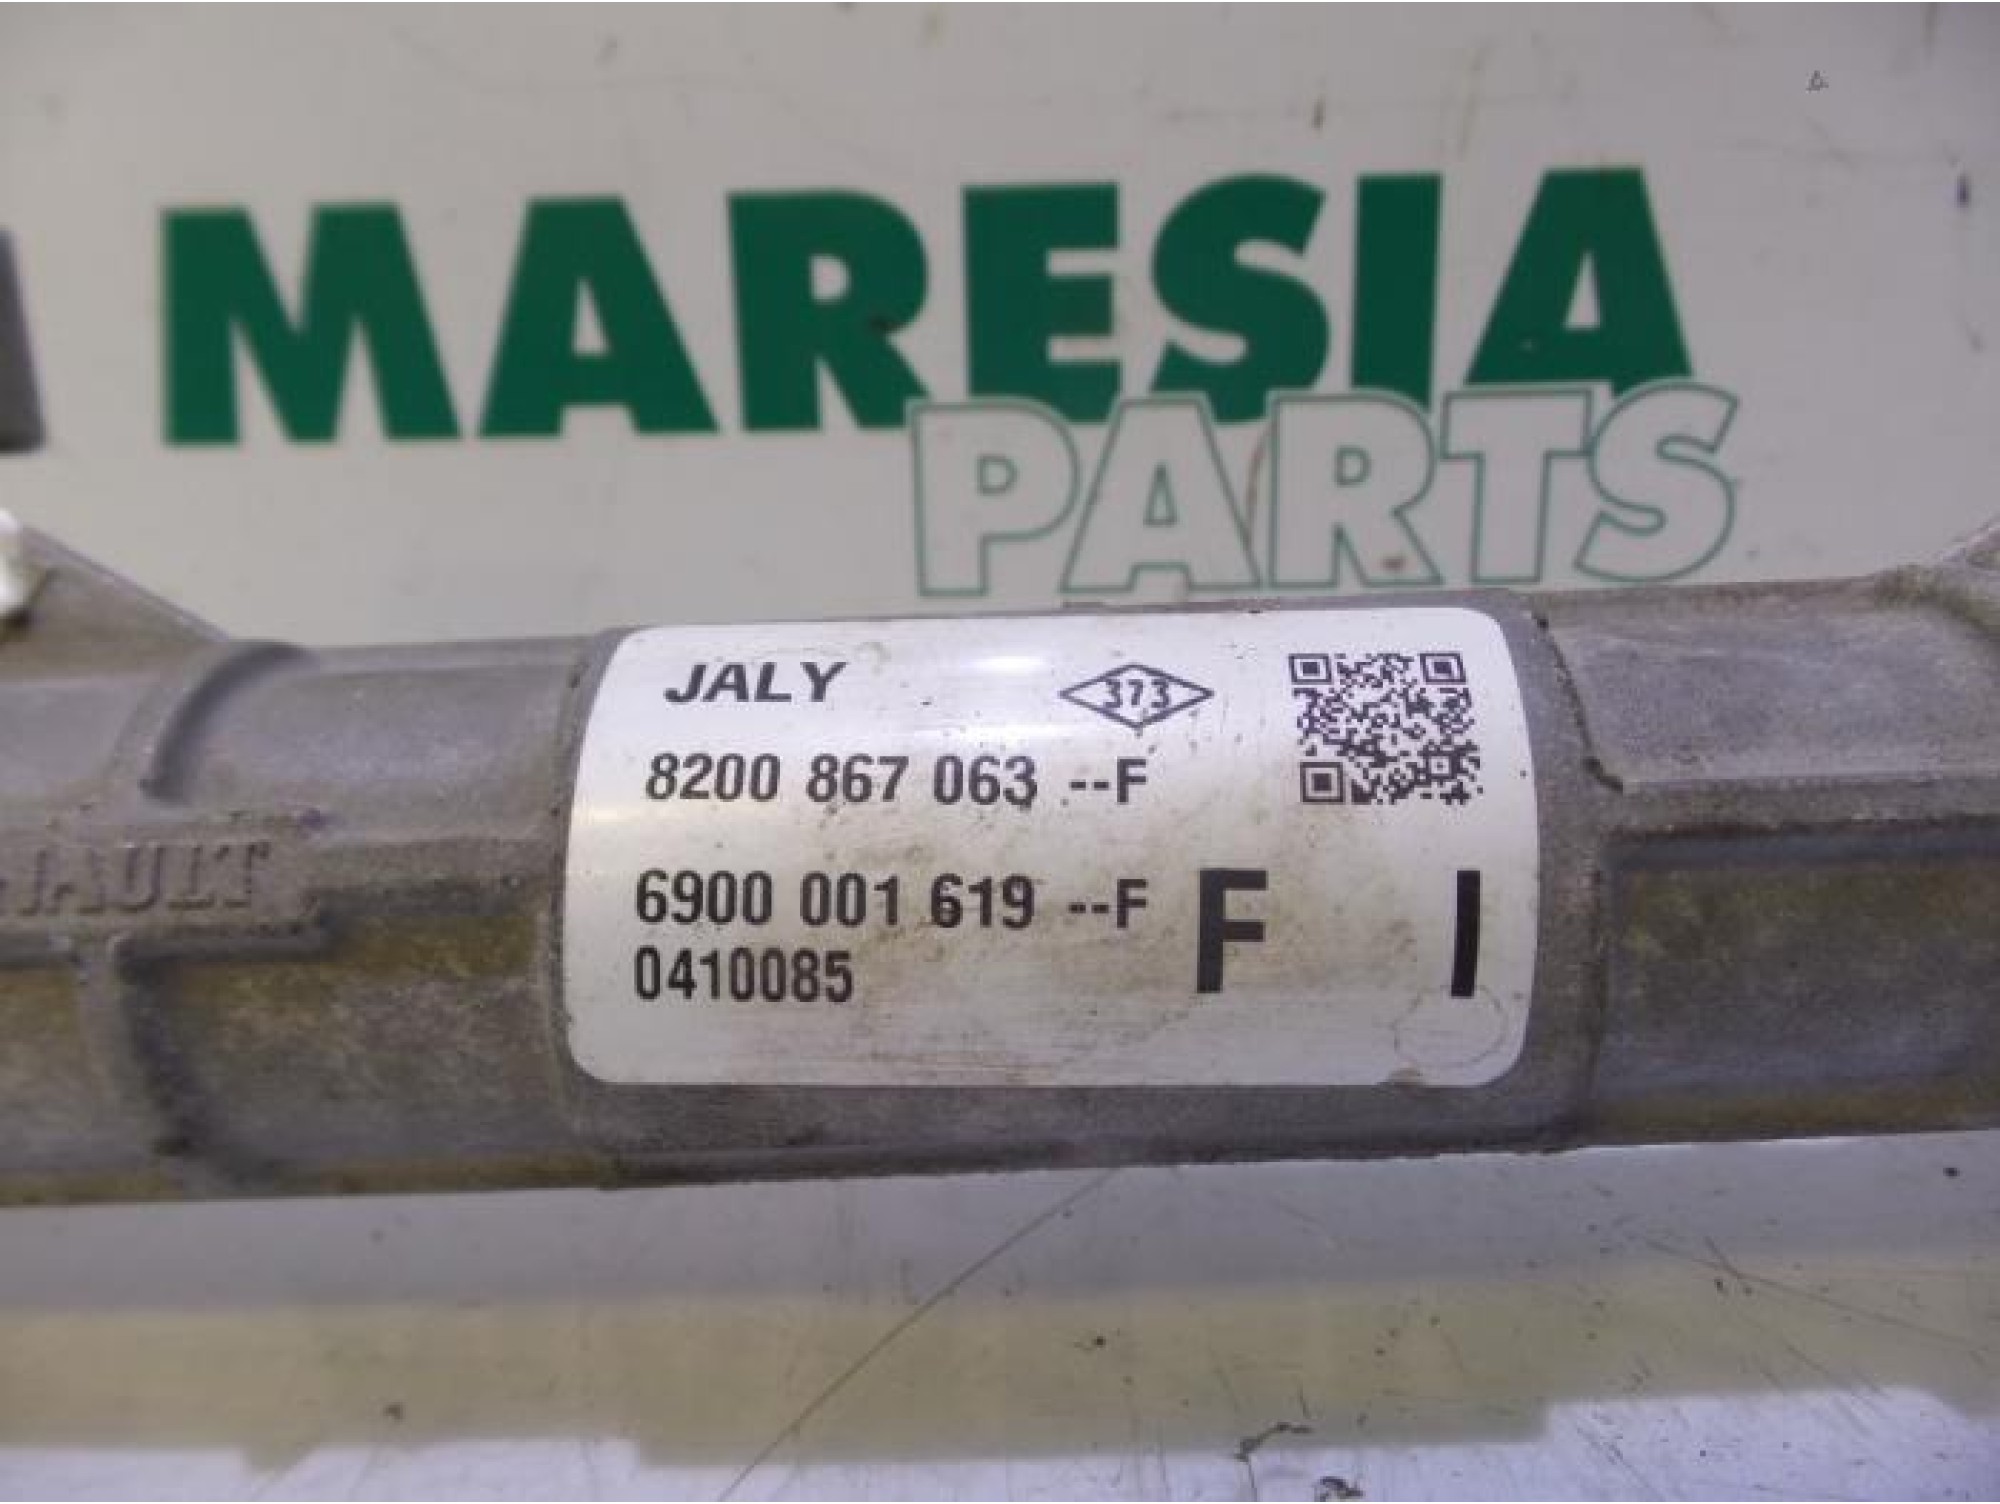 MARESIA
PARTS
JALY 373
8200 867 063 --F
6900 001 619 --F
F I
0410085